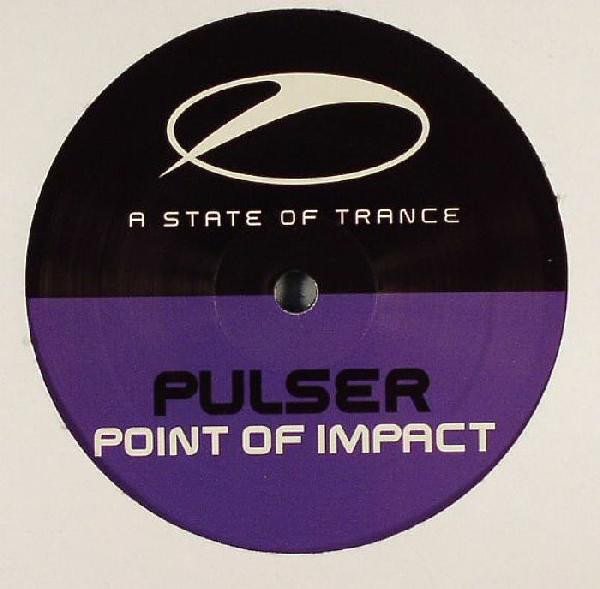 A STATE OF TRANCE
PULSER
POINT OF IMPACT